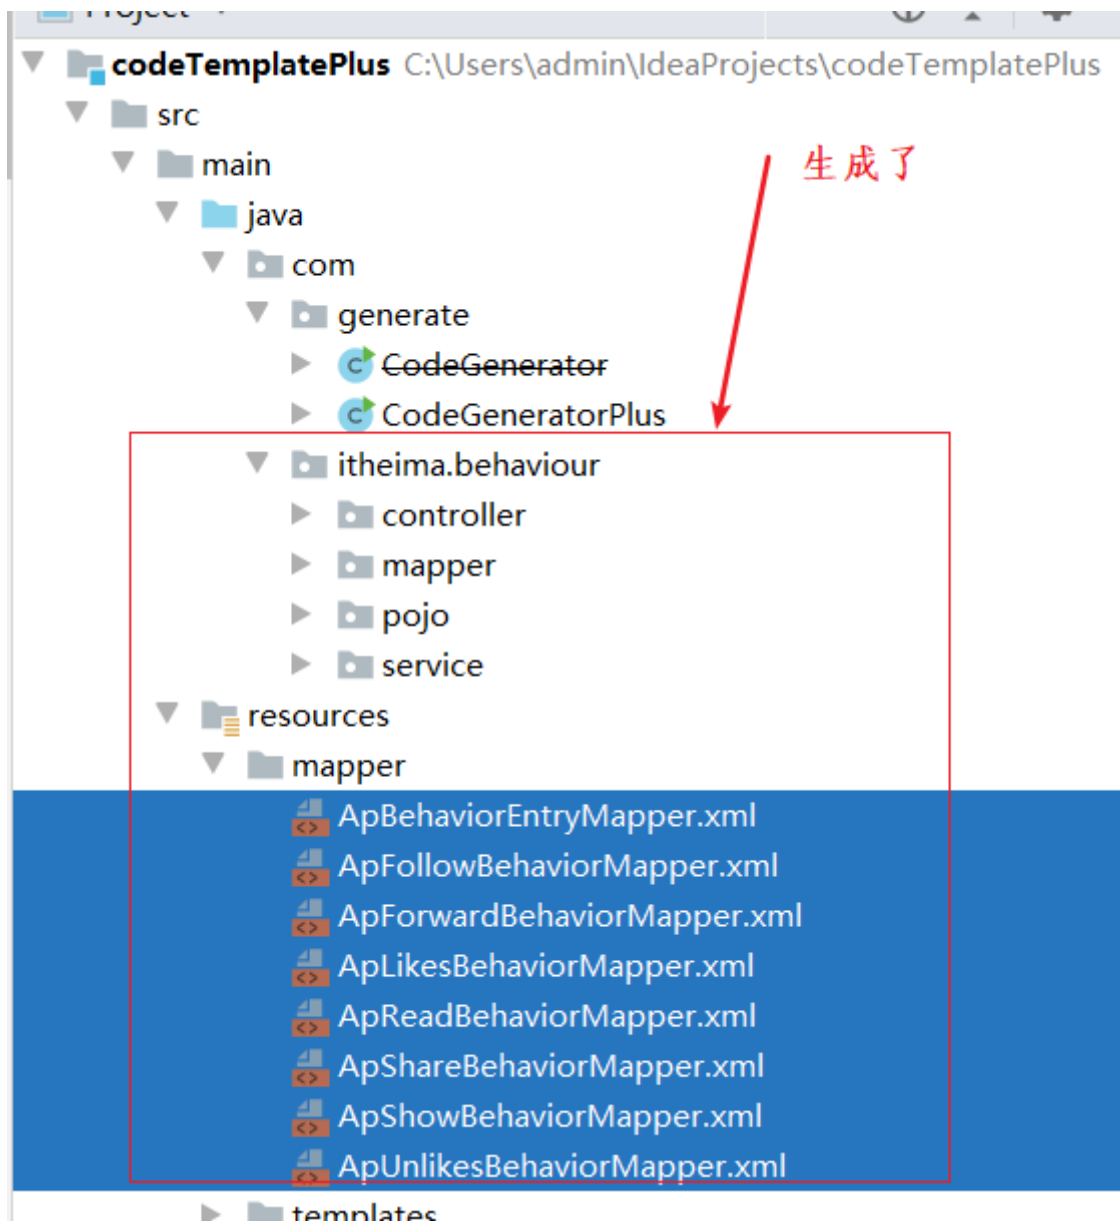 Project
codeTemplatePlus C:\Users\admin\IdeaProjects\codeTemplatePlus
src
main
生成了
java
com
generate
CodeGenerator
CodeGeneratorPlus
itheima.behaviour
controller
mapper
pojo
service
resources
mapper
ApBehaviorEntryMapper.xml
ApFollowBehaviorMapper.xml
ApForwardBehaviorMapper.xml
ApLikesBehaviorMapper.xml
ApReadBehaviorMapper.xml
ApShareBehaviorMapper.xml
ApShowBehaviorMapper.xml
ApUnlikesBehaviorMapper.xml
templates